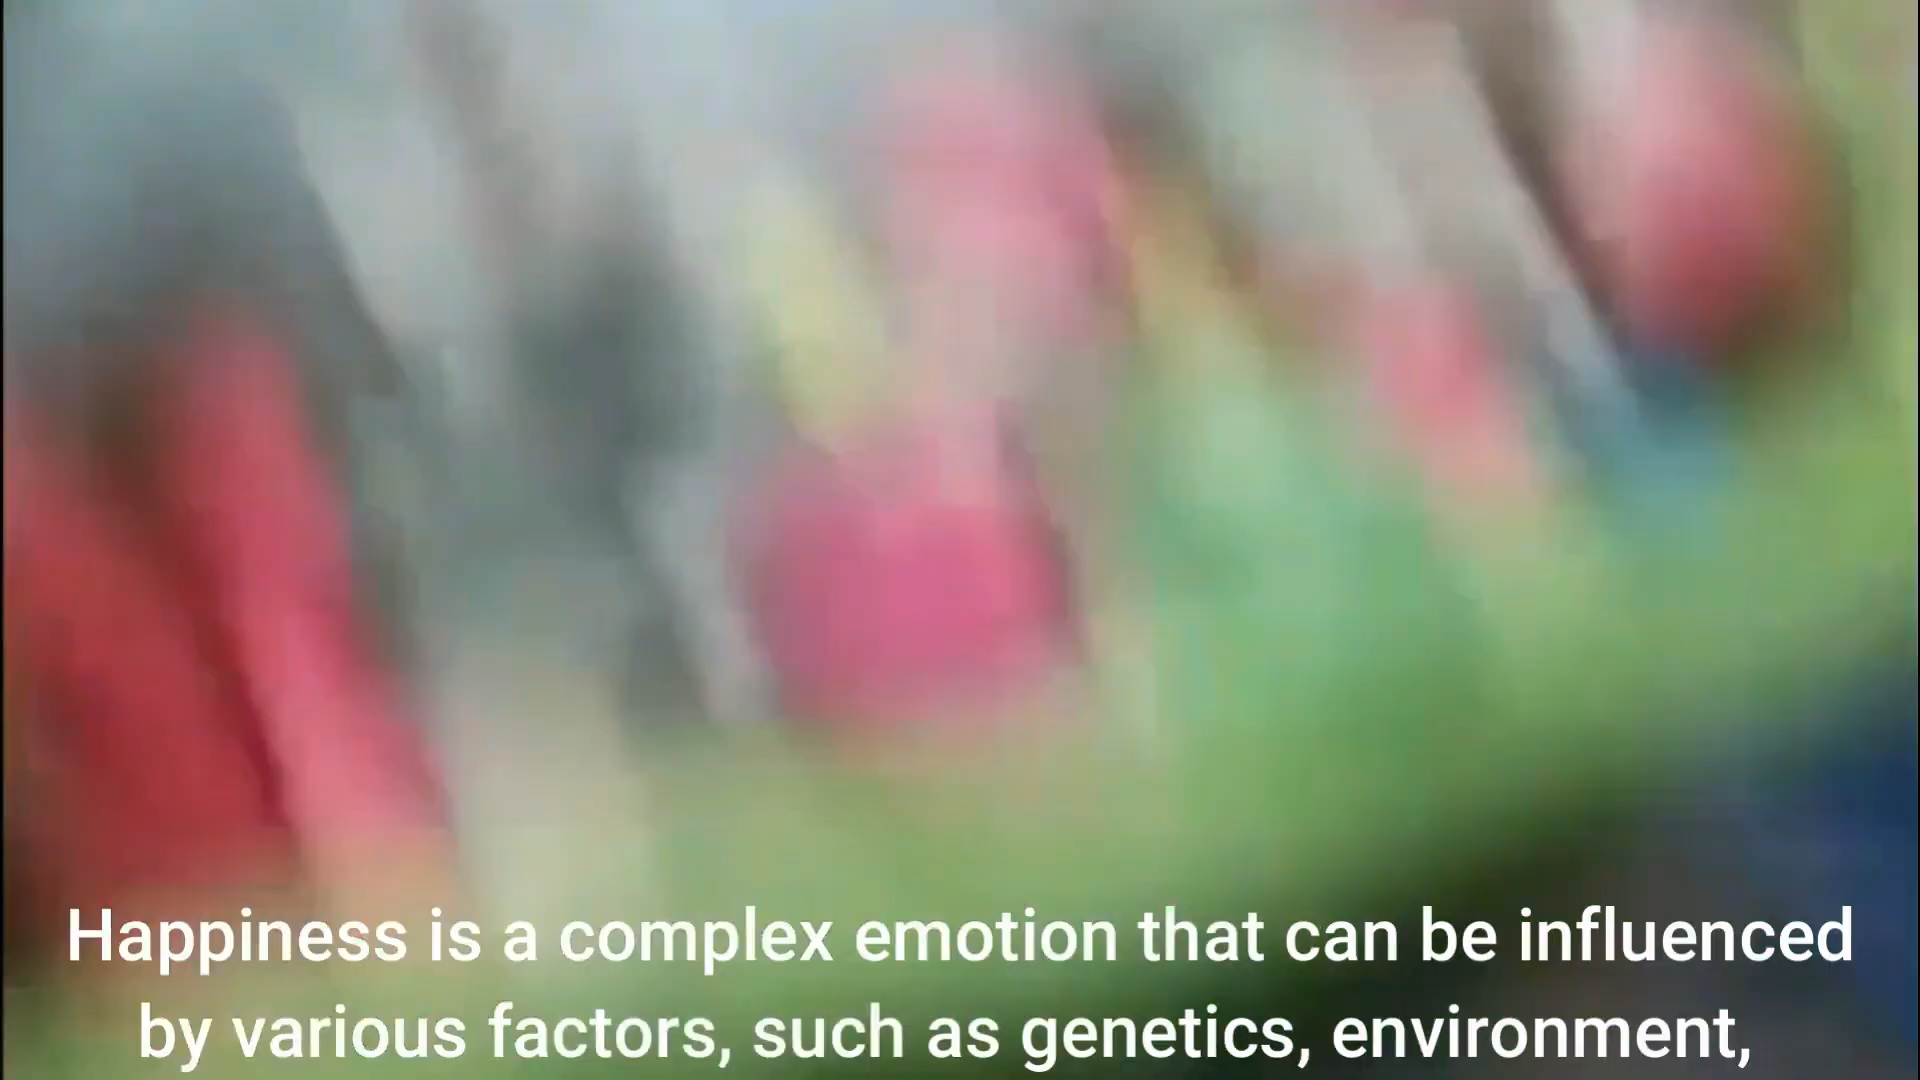 Happiness is a complex emotion that can be influenced
by various factors, such as genetics, environment,